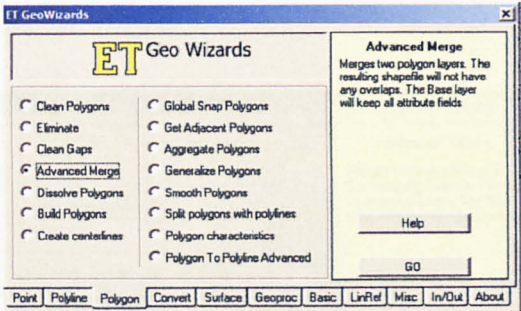 ET GeoWizards
ET Geo Wizards
Clean Polygons
Eliminate
Clean Gaps
Advanced Merge
Dissolve Polygons
Build Polygons
Create centerlines
Global Snap Polygons
Get Adjacent Polygons
Aggregate Polygons
Generalize Polygons
Smooth Polygons
Split polygons with polylines
Polygon characteristics
Polygon To Polyline Advanced
Advanced Merge
Merges two polygon layers. The
resulting shapefile will not have
any overlaps. The Base layer
will keep all attribute fields
Help
GO
Point Polyline Polygon Convert Surface Geoproc Basic LinRef Misc In/Out About